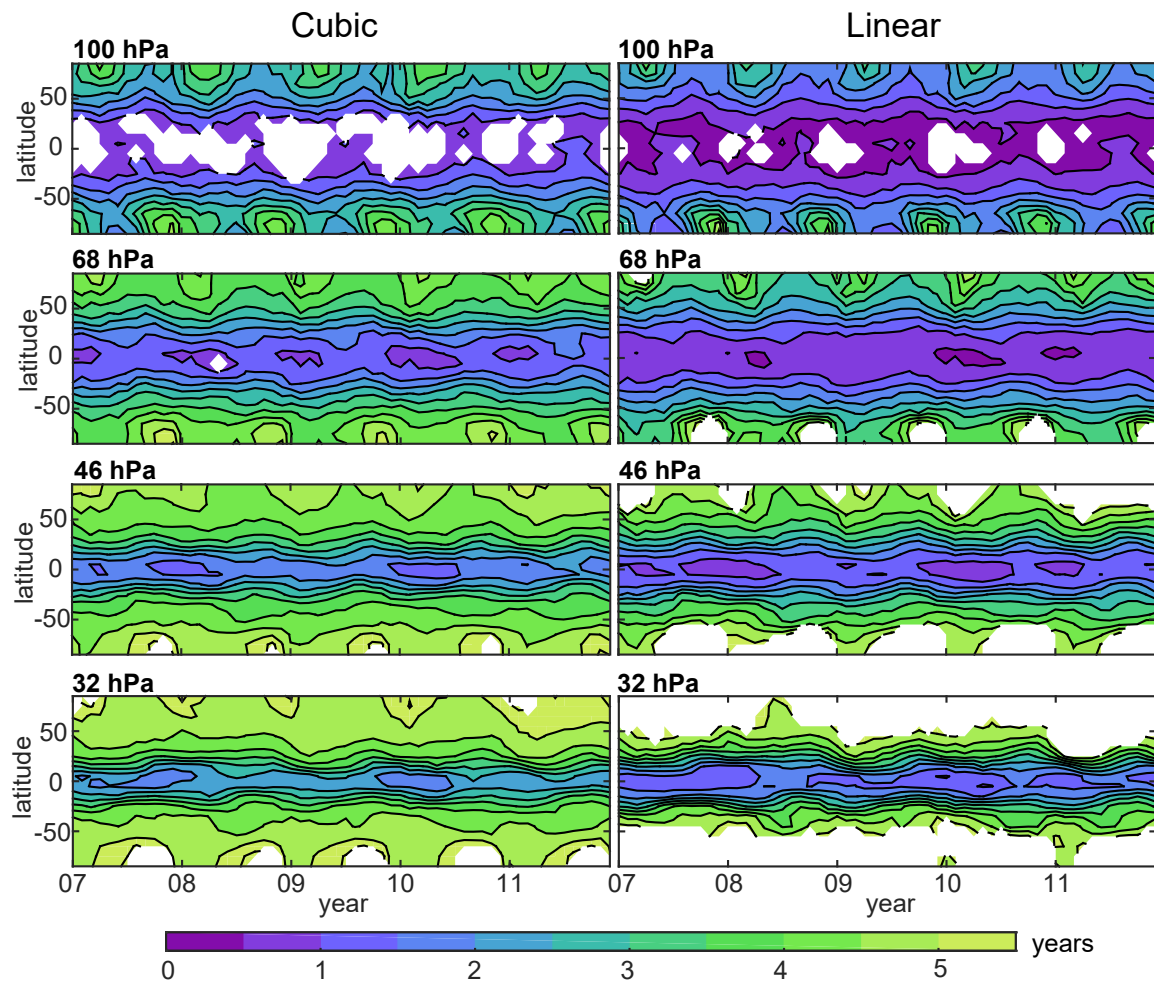 Cubic Linear
100 hPa 100 hPa
50
0
-50
latitude
68 hPa 68 hPa
50
0
-50
latitude
46 hPa 46 hPa
50
0
-50
latitude
32 hPa 32 hPa
50
0
-50
latitude
07 08 09 10 11 07 08 09 10 11
year year
0 1 2 3 4 5 years